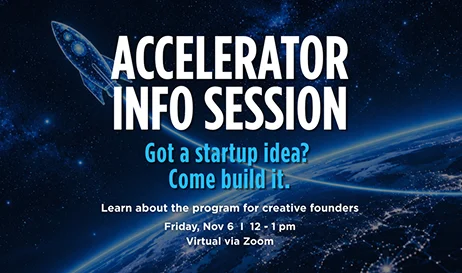 ACCELERATOR
INFO SESSION
Got a startup idea?
Come build it.
Learn about the program for creative founders
Friday, Nov 6 | 12 - 1 pm
Virtual via Zoom